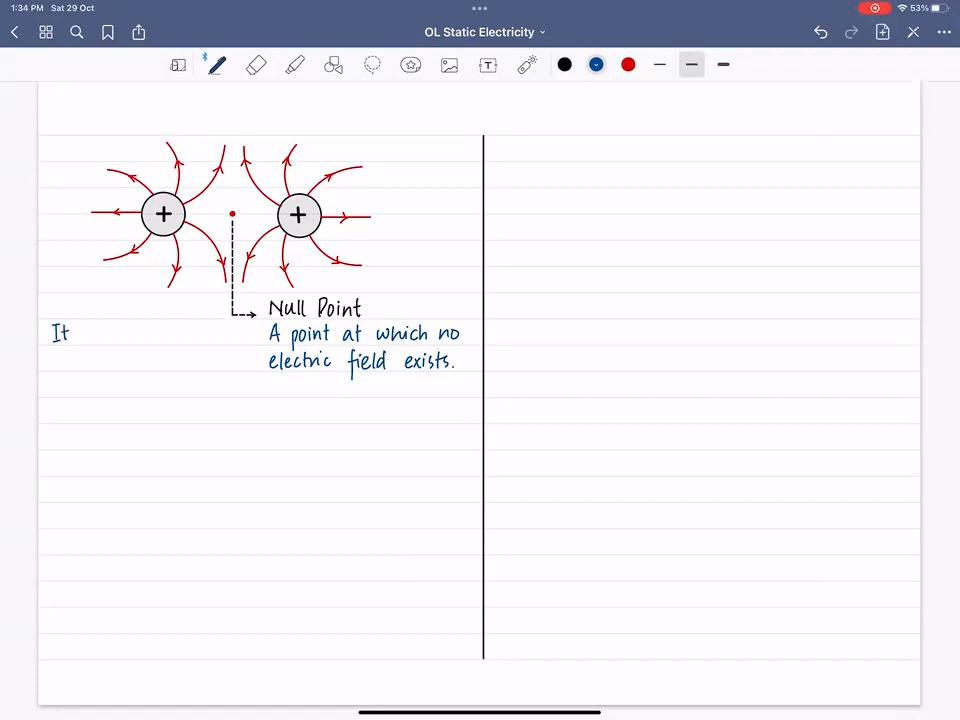 1:34 PM Sat 29 Oct
53%
OL Static Electricity
T
+ +
Null Point
It
A point at which no
electric field exists.